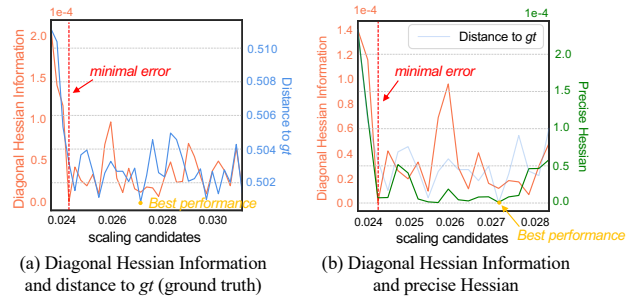 (a)
1e-4
2.0
1.5
1.0
0.5
0.0
Diagonal Hessian Information
minimal error
0.510
0.508
0.506
0.504
0.502
Distance to gt
Best performance
0.024
0.026
0.028
0.030
scaling candidates
(a) Diagonal Hessian Information
and distance to gt (ground truth)
(b)
1e-4
1e-4
1.4
1.2
1.0
0.8
0.6
0.4
0.2
0.0
Diagonal Hessian Information
Distance to gt
minimal error
2.0
1.5
1.0
0.5
0.0
Precise Hessian
0.024
0.025
0.026
0.027
0.028
scaling candidates
Best performance
(b) Diagonal Hessian Information
and precise Hessian